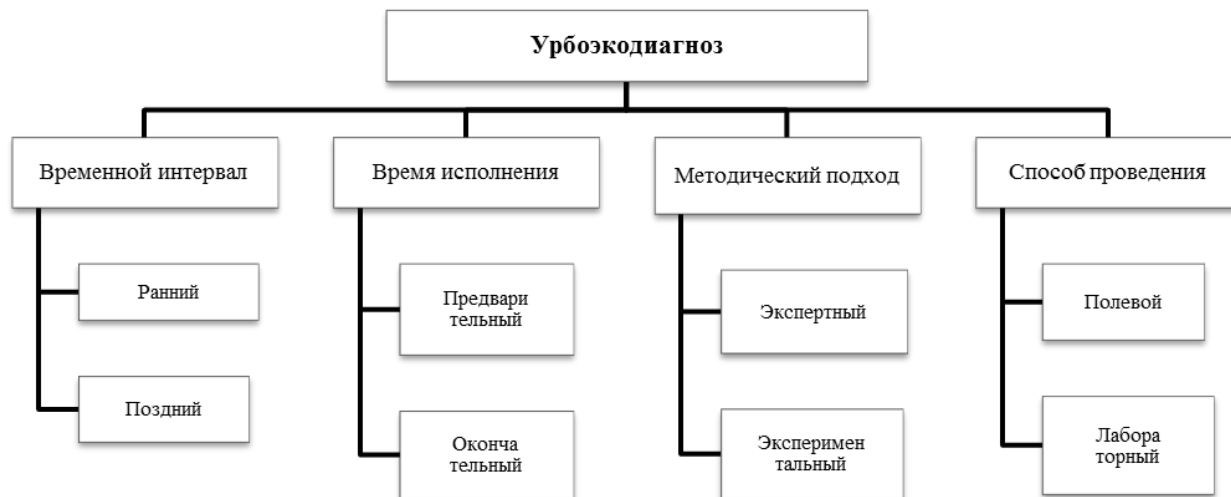 Урбоэкодиагноз
Временной интервал
Время исполнения
Методический подход
Способ проведения
Ранний
Предвари
тельный
Экспертный
Полевой
Поздний
Оконча
тельный
Эксперимен
тальный
Лабора
торный